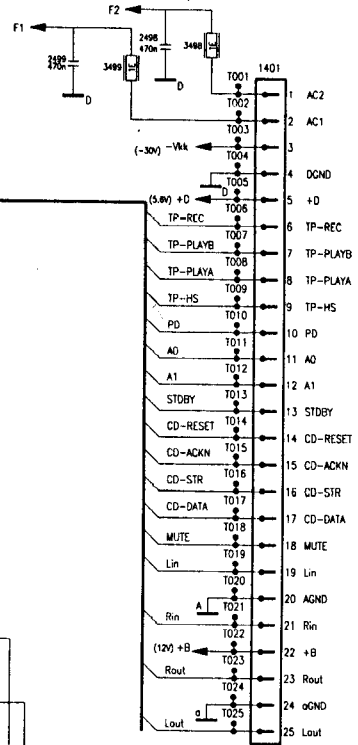 F2
F1
2498
470n
3498
2499
470n
3499
D
D
1401
T001
1 AC2
T002
2 AC1
T003
(-30V) -Vkk
3
T004
4 DGND
D
T005
(5.6V) +D
5 +D
T006
TP-REC
6 TP-REC
T007
TP-PLAYB
7 TP-PLAYB
T008
TP-PLAYA
8 TP-PLAYA
T009
TP-HS
9 TP-HS
T010
PD
10 PD
T011
A0
11 A0
T012
A1
12 A1
T013
STDBY
13 STDBY
T014
CD-RESET
14 CD-RESET
T015
CD-ACKN
15 CD-ACKN
T016
CD-STR
16 CD-STR
T017
CD-DATA
17 CD-DATA
T018
MUTE
18 MUTE
T019
Lin
19 Lin
T020
20 AGND
A
T021
Rin
21 Rin
T022
(12V) +B
22 +B
T023
Rout
23 Rout
T024
24 aGND
a
T025
Lout
25 Lout